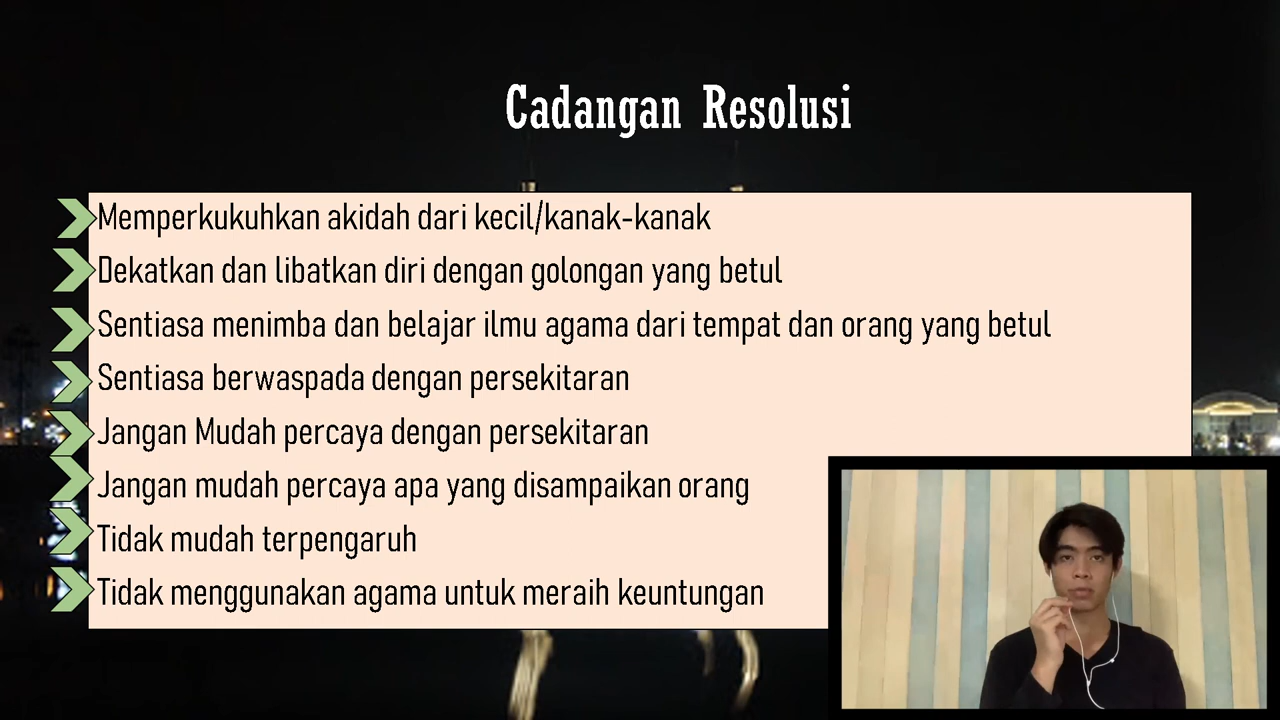 Cadangan Resolusi
Memperkukuhkan akidah dari kecil/kanak-kanak
Dekatkan dan libatkan diri dengan golongan yang betul
Sentiasa menimba dan belajar ilmu agama dari tempat dan orang yang betul
Sentiasa berwaspada dengan persekitaran
Jangan Mudah percaya dengan persekitaran
Jangan mudah percaya apa yang disampaikan orang
Tidak mudah terpengaruh
Tidak menggunakan agama untuk meraih keuntungan